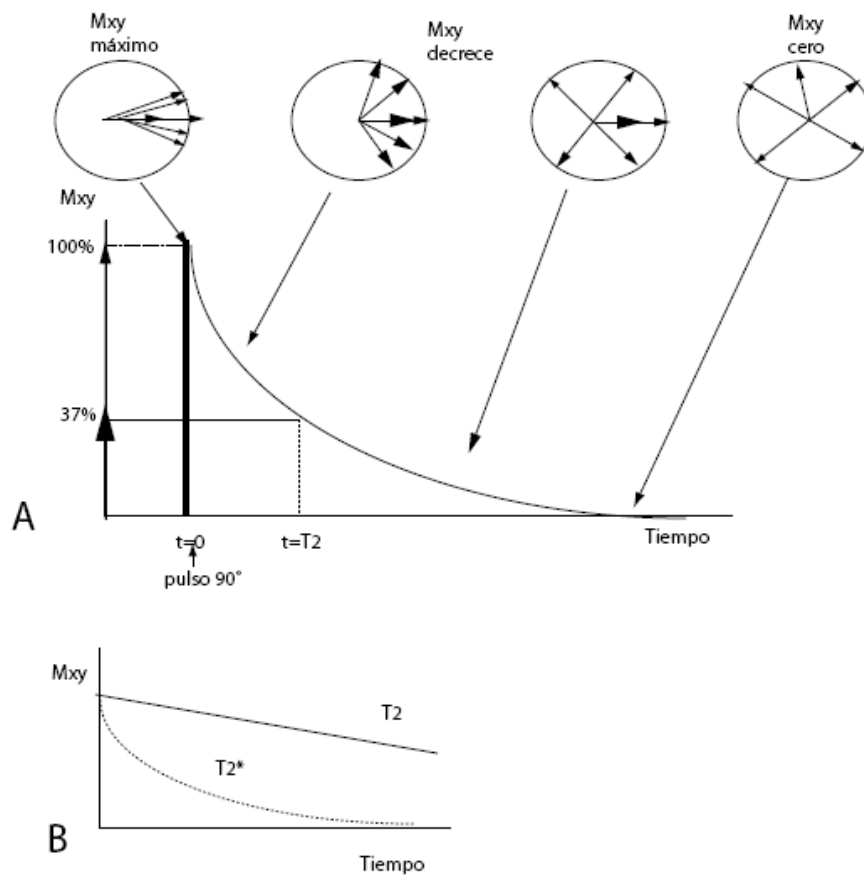 Mxy
máximo
Mxy
decrece
Mxy
cero
Mxy
100%
37%
A
t=0
t=T2
Tiempo
pulso 90°
Mxy
T2
T2*
B
Tiempo